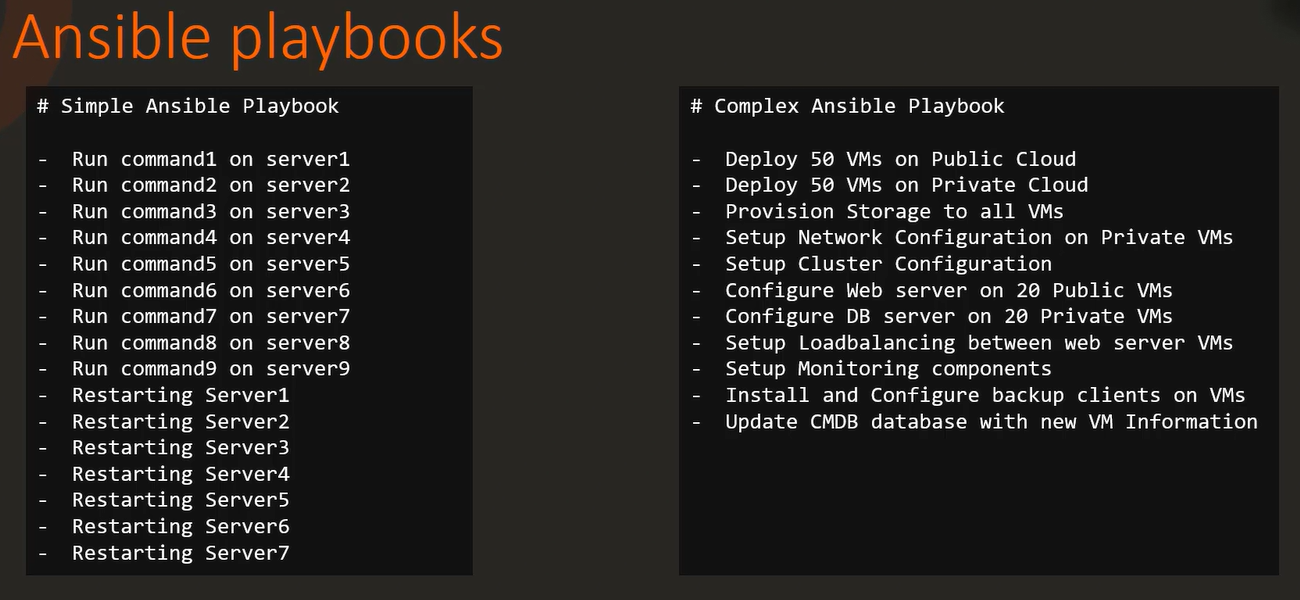 Ansible playbooks
# Simple Ansible Playbook
- Run command1 on server1
- Run command2 on server2
- Run command3 on server3
- Run command4 on server4
- Run command5 on server5
- Run command6 on server6
- Run command7 on server7
- Run command8 on server8
- Run command9 on server9
- Restarting Server1
- Restarting Server2
- Restarting Server3
- Restarting Server4
- Restarting Server5
- Restarting Server6
- Restarting Server7
# Complex Ansible Playbook
- Deploy 50 VMs on Public Cloud
- Deploy 50 VMs on Private Cloud
- Provision Storage to all VMs
- Setup Network Configuration on Private VMs
- Setup Cluster Configuration
- Configure Web server on 20 Public VMs
- Configure DB server on 20 Private VMs
- Setup Loadbalancing between web server VMs
- Setup Monitoring components
- Install and Configure backup clients on VMs
- Update CMDB database with new VM Information